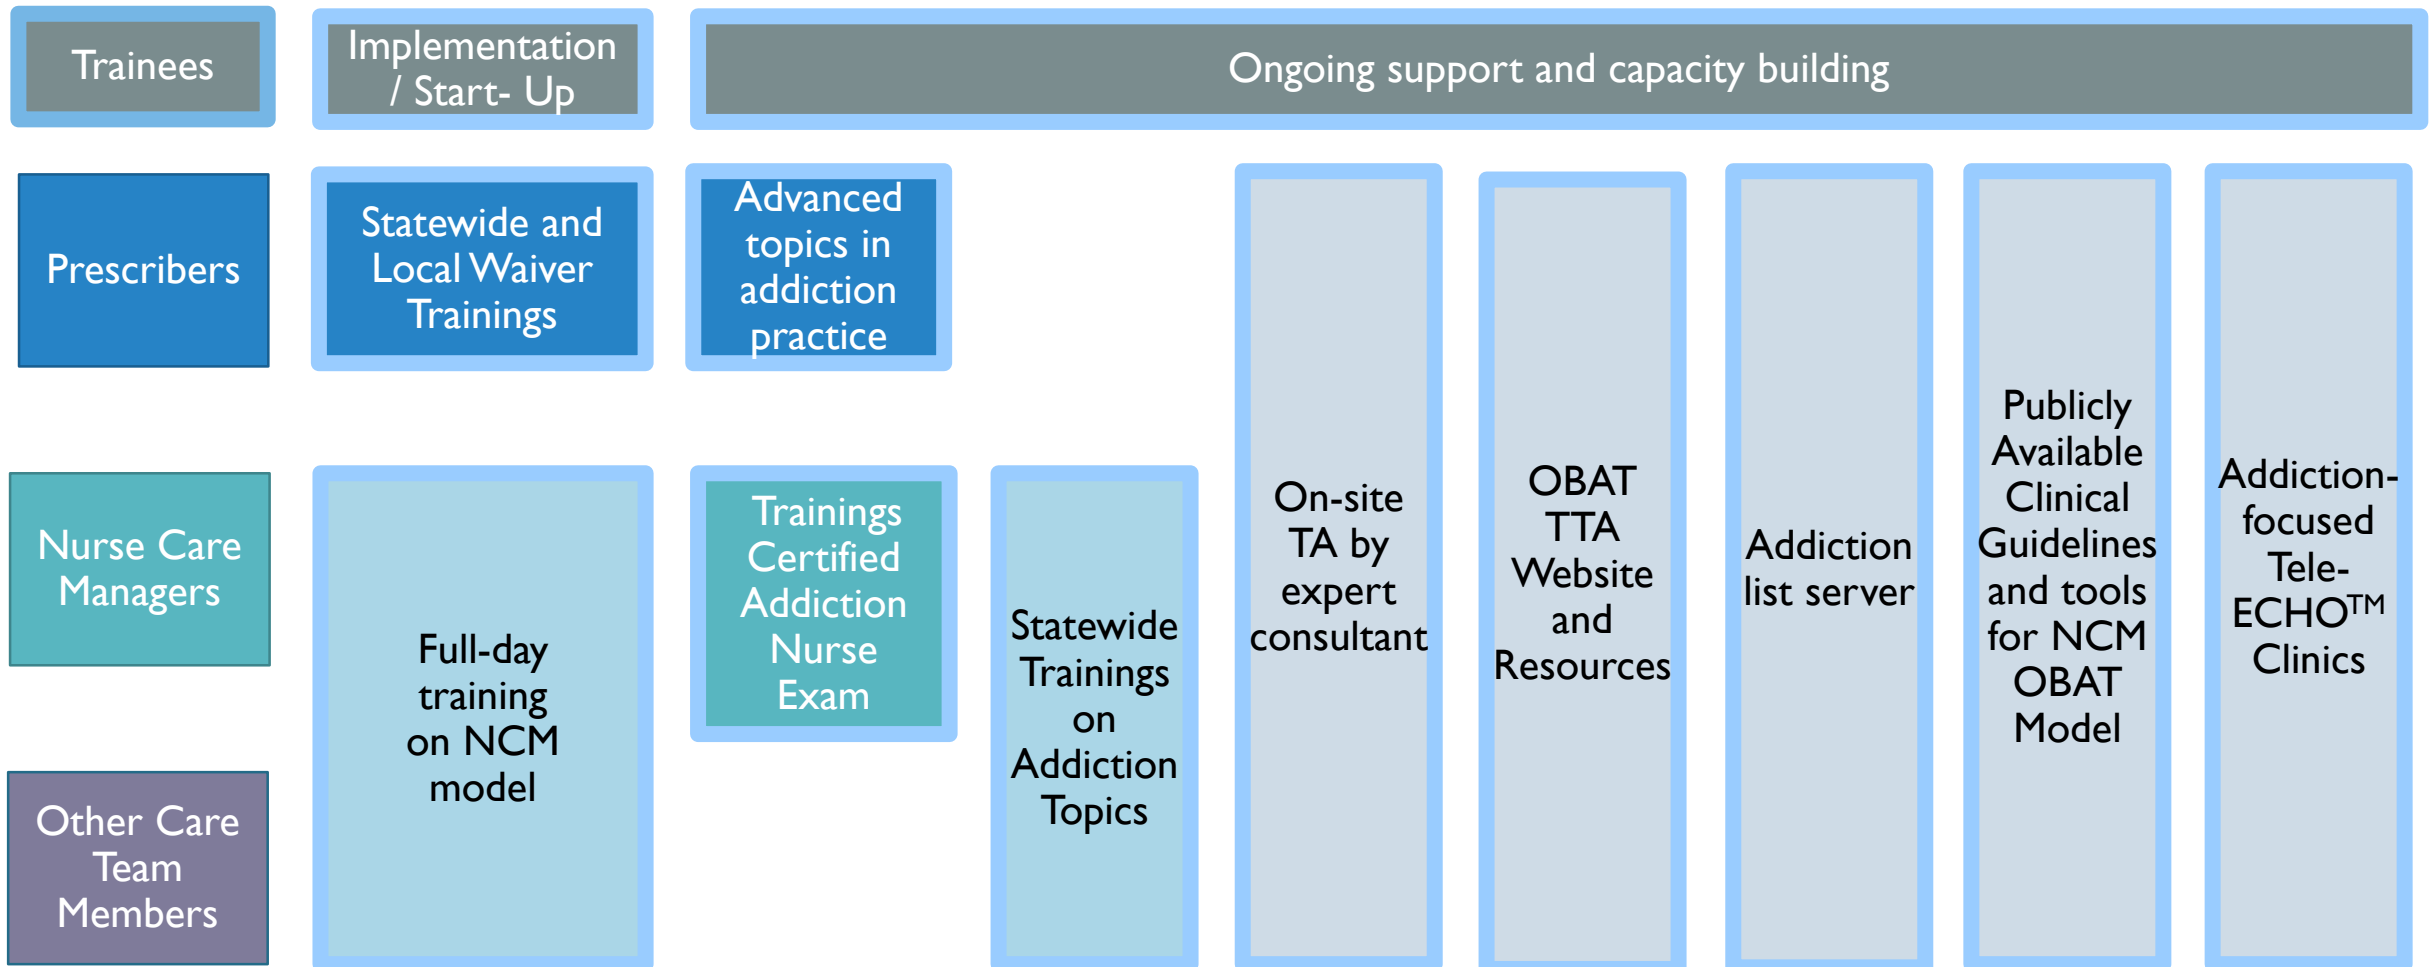 Trainees
Implementation
/ Start- Up
Ongoing support and capacity building
Prescribers
Statewide and
Local Waiver
Trainings
Advanced
topics in
addiction
practice
Nurse Care
Managers
Other Care
Team
Members
Full-day
training
on NCM
model
Trainings
Certified
Addiction
Nurse
Exam
Statewide
Trainings
on
Addiction
Topics
On-site
TA by
expert
consultant
OBAT
TTA
Website
and
Resources
Addiction
list server
Publicly
Available
Clinical
Guidelines
and tools
for NCM
OBAT
Model
Addiction-
focused
Tele-
ECHO™
Clinics